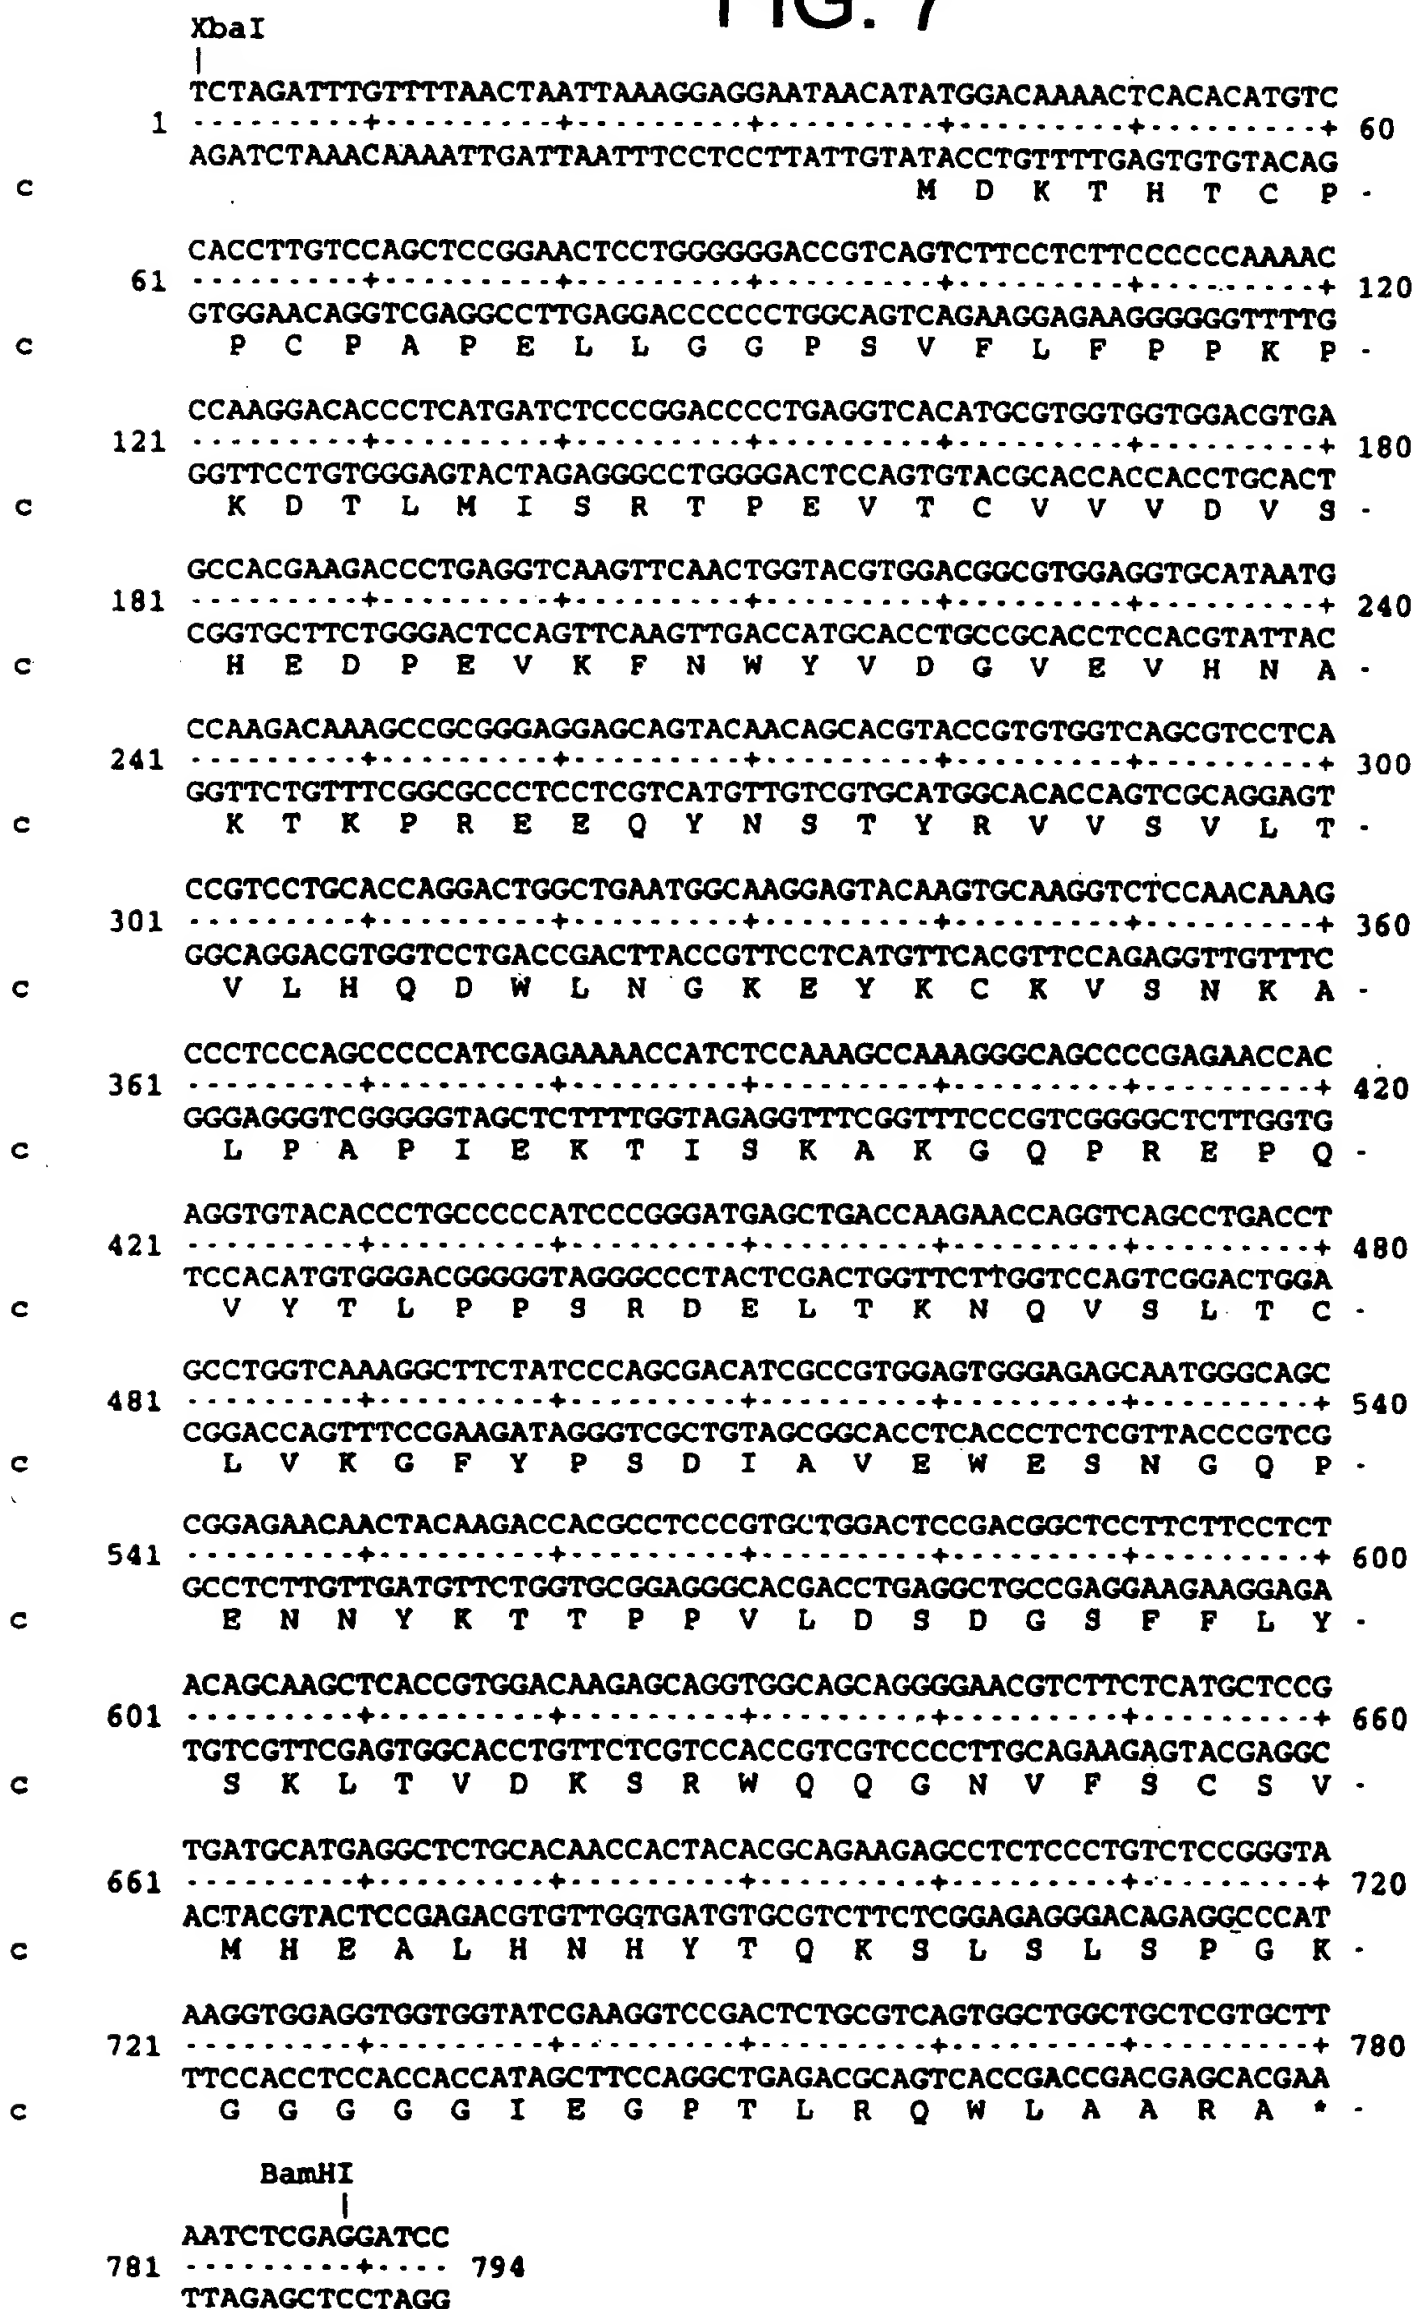 FIG. 7
XbaI
|
TCTAGATTTGTTTTAACTAATTAAAGGAGGAATAACATATGGACAAAACTCACACATGTC
1 ---------+---------+---------+---------+---------+---------+ 60
AGATCTAAACAAAATTGATTAATTTCCTCCTTATTGTATACCTGTTTTGAGTGTGTACAG
c M D K T H T C P -
CACCTTGTCCAGCTCCGGAACTCCTGGGGGGACCGTCAGTCTTCCTCTTCCCCCCAAAAC
61 ---------+---------+---------+---------+---------+---------+ 120
GTGGAACAGGTCGAGGCCTTGAGGACCCCCCTGGCAGTCAGAAGGAGAAGGGGGGTTTTG
c P C P A P E L L G G P S V F L F P P K P -
CCAAGGACACCCTCATGATCTCCCGGACCCCTGAGGTCACATGCGTGGTGGTGGACGTGA
121 ---------+---------+---------+---------+---------+---------+ 180
GGTTCCTGTGGGAGTACTAGAGGGCCTGGGGACTCCAGTGTACGCACCACCACCTGCACT
c K D T L M I S R T P E V T C V V V D V S -
GCCACGAAGACCCTGAGGTCAAGTTCAACTGGTACGTGGACGGCGTGGAGGTGCATAATG
181 ---------+---------+---------+---------+---------+---------+ 240
CGGTGCTTCTGGGACTCCAGTTCAAGTTGACCATGCACCTGCCGCACCTCCACGTATTAC
c H E D P E V K F N W Y V D G V E V H N A -
CCAAGACAAAGCCGCGGGAGGAGCAGTACAACAGCACGTACCGTGTGGTCAGCGTCCTCA
241 ---------+---------+---------+---------+---------+---------+ 300
GGTTCTGTTTCGGCGCCCTCCTCGTCATGTTGTCGTGCATGGCACACCAGTCGCAGGAGT
c K T K P R E E Q Y N S T Y R V V S V L T -
CCGTCCTGCACCAGGACTGGCTGAATGGCAAGGAGTACAAGTGCAAGGTCTCCAACAAAG
301 ---------+---------+---------+---------+---------+---------+ 360
GGCAGGACGTGGTCCTGACCGACTTACCGTTCCTCATGTTCACGTTCCAGAGGTTGTTTC
c V L H Q D W L N G K E Y K C K V S N K A -
CCCTCCCAGCCCCCATCGAGAAAACCATCTCCAAAGCCAAAGGGCAGCCCCGAGAACCAC
361 ---------+---------+---------+---------+---------+---------+ 420
GGGAGGGTCGGGGGTAGCTCTTTTGGTAGAGGTTTCGGTTTCCCGTCGGGGCTCTTGGTG
c L P A P I E K T I S K A K G Q P R E P Q -
AGGTGTACACCCTGCCCCCATCCCGGGATGAGCTGACCAAGAACCAGGTCAGCCTGACCT
421 ---------+---------+---------+---------+---------+---------+ 480
TCCACATGTGGGACGGGGGTAGGGCCCTACTCGACTGGTTCTTGGTCCAGTCGGACTGGA
c V Y T L P P S R D E L T K N Q V S L T C -
GCCTGGTCAAAGGCTTCTATCCCAGCGACATCGCCGTGGAGTGGGAGAGCAATGGGCAGC
481 ---------+---------+---------+---------+---------+---------+ 540
CGGACCAGTTTCCGAAGATAGGGTCGCTGTAGCGGCACCTCACCCTCTCGTTACCCGTCG
c L V K G F Y P S D I A V E W E S N G Q P -
CGGAGAACAACTACAAGACCACGCCTCCCGTGCTGGACTCCGACGGCTCCTTCTTCCTCT
541 ---------+---------+---------+---------+---------+---------+ 600
GCCTCTTGTTGATGTTCTGGTGCGGAGGGCACGACCTGAGGCTGCCGAGGAAGAAGGAGA
c E N N Y K T T P P V L D S D G S F F L Y -
ACAGCAAGCTCACCGTGGACAAGAGCAGGTGGCAGCAGGGGAACGTCTTCTCATGCTCCG
601 ---------+---------+---------+---------+---------+---------+ 660
TGTCGTTCGAGTGGCACCTGTTCTCGTCCACCGTCGTCCCCTTGCAGAAGAGTACGAGGC
c S K L T V D K S R W Q Q G N V F S C S V -
TGATGCATGAGGCTCTGCACAACCACTACACGCAGAAGAGCCTCTCCCTGTCTCCGGGTA
661 ---------+---------+---------+---------+---------+---------+ 720
ACTACGTACTCCGAGACGTGTTGGTGATGTGCGTCTTCTCGGAGAGGGACAGAGGCCCAT
c M H E A L H N H Y T Q K S L S L S P G K -
AAGGTGGAGGTGGTGGTATCGAAGGTCCGACTCTGCGTCAGTGGCTGGCTGCTCGTGCTT
721 ---------+---------+---------+---------+---------+---------+ 780
TTCCACCTCCACCACCATAGCTTCCAGGCTGAGACGCAGTCACCGACCGACGAGCACGAA
c G G G G G I E G P T L R Q W L A A R A * -
BamHI
|
AATCTCGAGGATCC
781 ---------+---- 794
TTAGAGCTCCTAGG